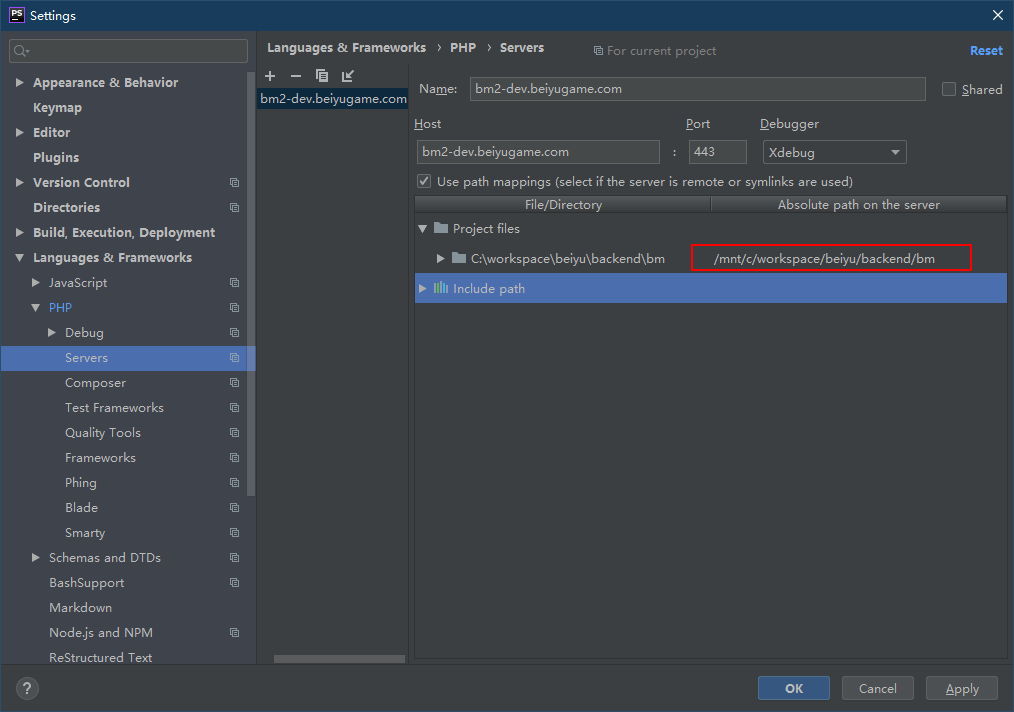 PS Settings
Languages & Frameworks › PHP › Servers For current project Reset
Appearance & Behavior
Keymap
Editor
Plugins
Version Control
Directories
Build, Execution, Deployment
Languages & Frameworks
JavaScript
PHP
Debug
Servers
Composer
Test Frameworks
Quality Tools
Frameworks
Phing
Blade
Smarty
Schemas and DTDs
BashSupport
Markdown
Node.js and NPM
ReStructured Text
bm2-dev.beiyugame.com
Name: bm2-dev.beiyugame.com Shared
Host Port Debugger
bm2-dev.beiyugame.com : 443 Xdebug
Use path mappings (select if the server is remote or symlinks are used)
File/Directory Absolute path on the server
Project files
C:\workspace\beiyu\backend\bm /mnt/c/workspace/beiyu/backend/bm
Include path
? OK Cancel Apply